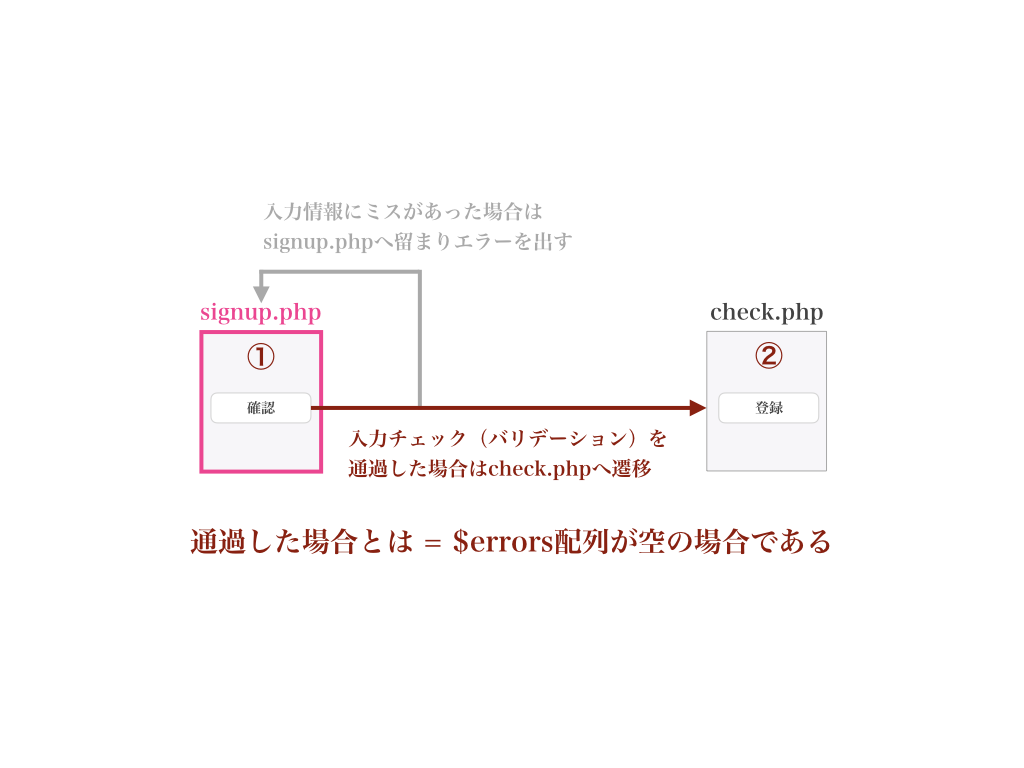 入力情報にミスがあった場合は
signup.phpへ留まりエラーを出す
signup.php
check.php
①
②
確認
登録
入力チェック（バリデーション）を
通過した場合はcheck.phpへ遷移
通過した場合とは = $errors配列が空の場合である